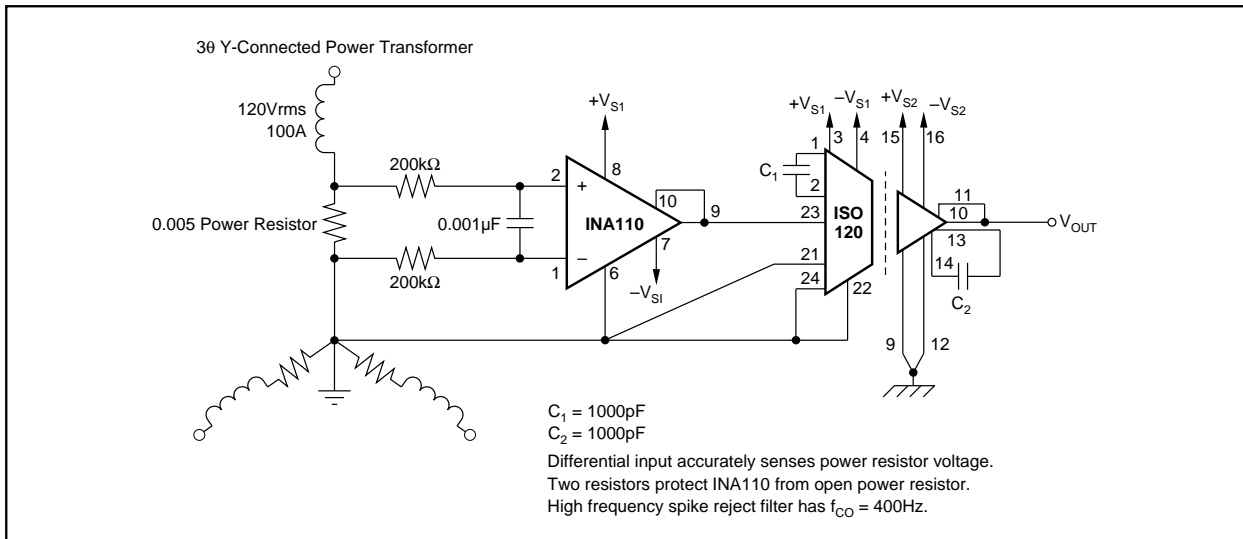 3θ Y-Connected Power Transformer
120Vrms
100A
200kΩ
0.005 Power Resistor
0.001µF
200kΩ
+VS1
2
8
+
10
INA110
9
–
7
1
6
–VSI
+VS1
–VS1
+VS2
–VS2
3
4
15
16
1
C1
2
ISO
120
23
21
24
22
11
10
13
14
C2
VOUT
9
12
C1 = 1000pF
C2 = 1000pF
Differential input accurately senses power resistor voltage.
Two resistors protect INA110 from open power resistor.
High frequency spike reject filter has fCO = 400Hz.